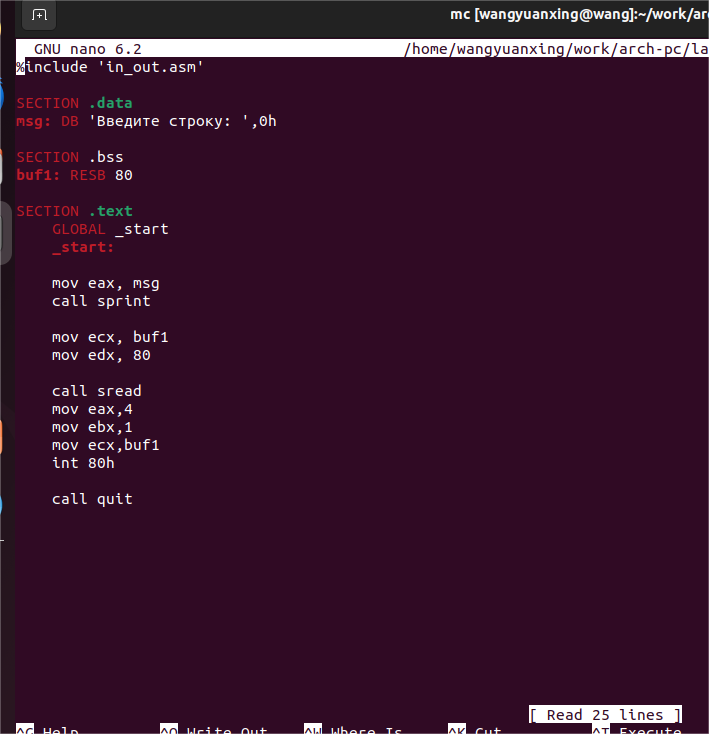 mc [wangyuanxing@wang]:~/work/arc
GNU nano 6.2 /home/wangyuanxing/work/arch-pc/la
%include 'in_out.asm'
SECTION .data
msg: DB 'Введите строку: ',0h
SECTION .bss
buf1: RESB 80
SECTION .text
GLOBAL _start
_start:
mov eax, msg
call sprint
mov ecx, buf1
mov edx, 80
call sread
mov eax,4
mov ebx,1
mov ecx,buf1
int 80h
call quit
[ Read 25 lines ]
^G Help ^O Write Out ^W Where Is ^K Cut ^T Execute